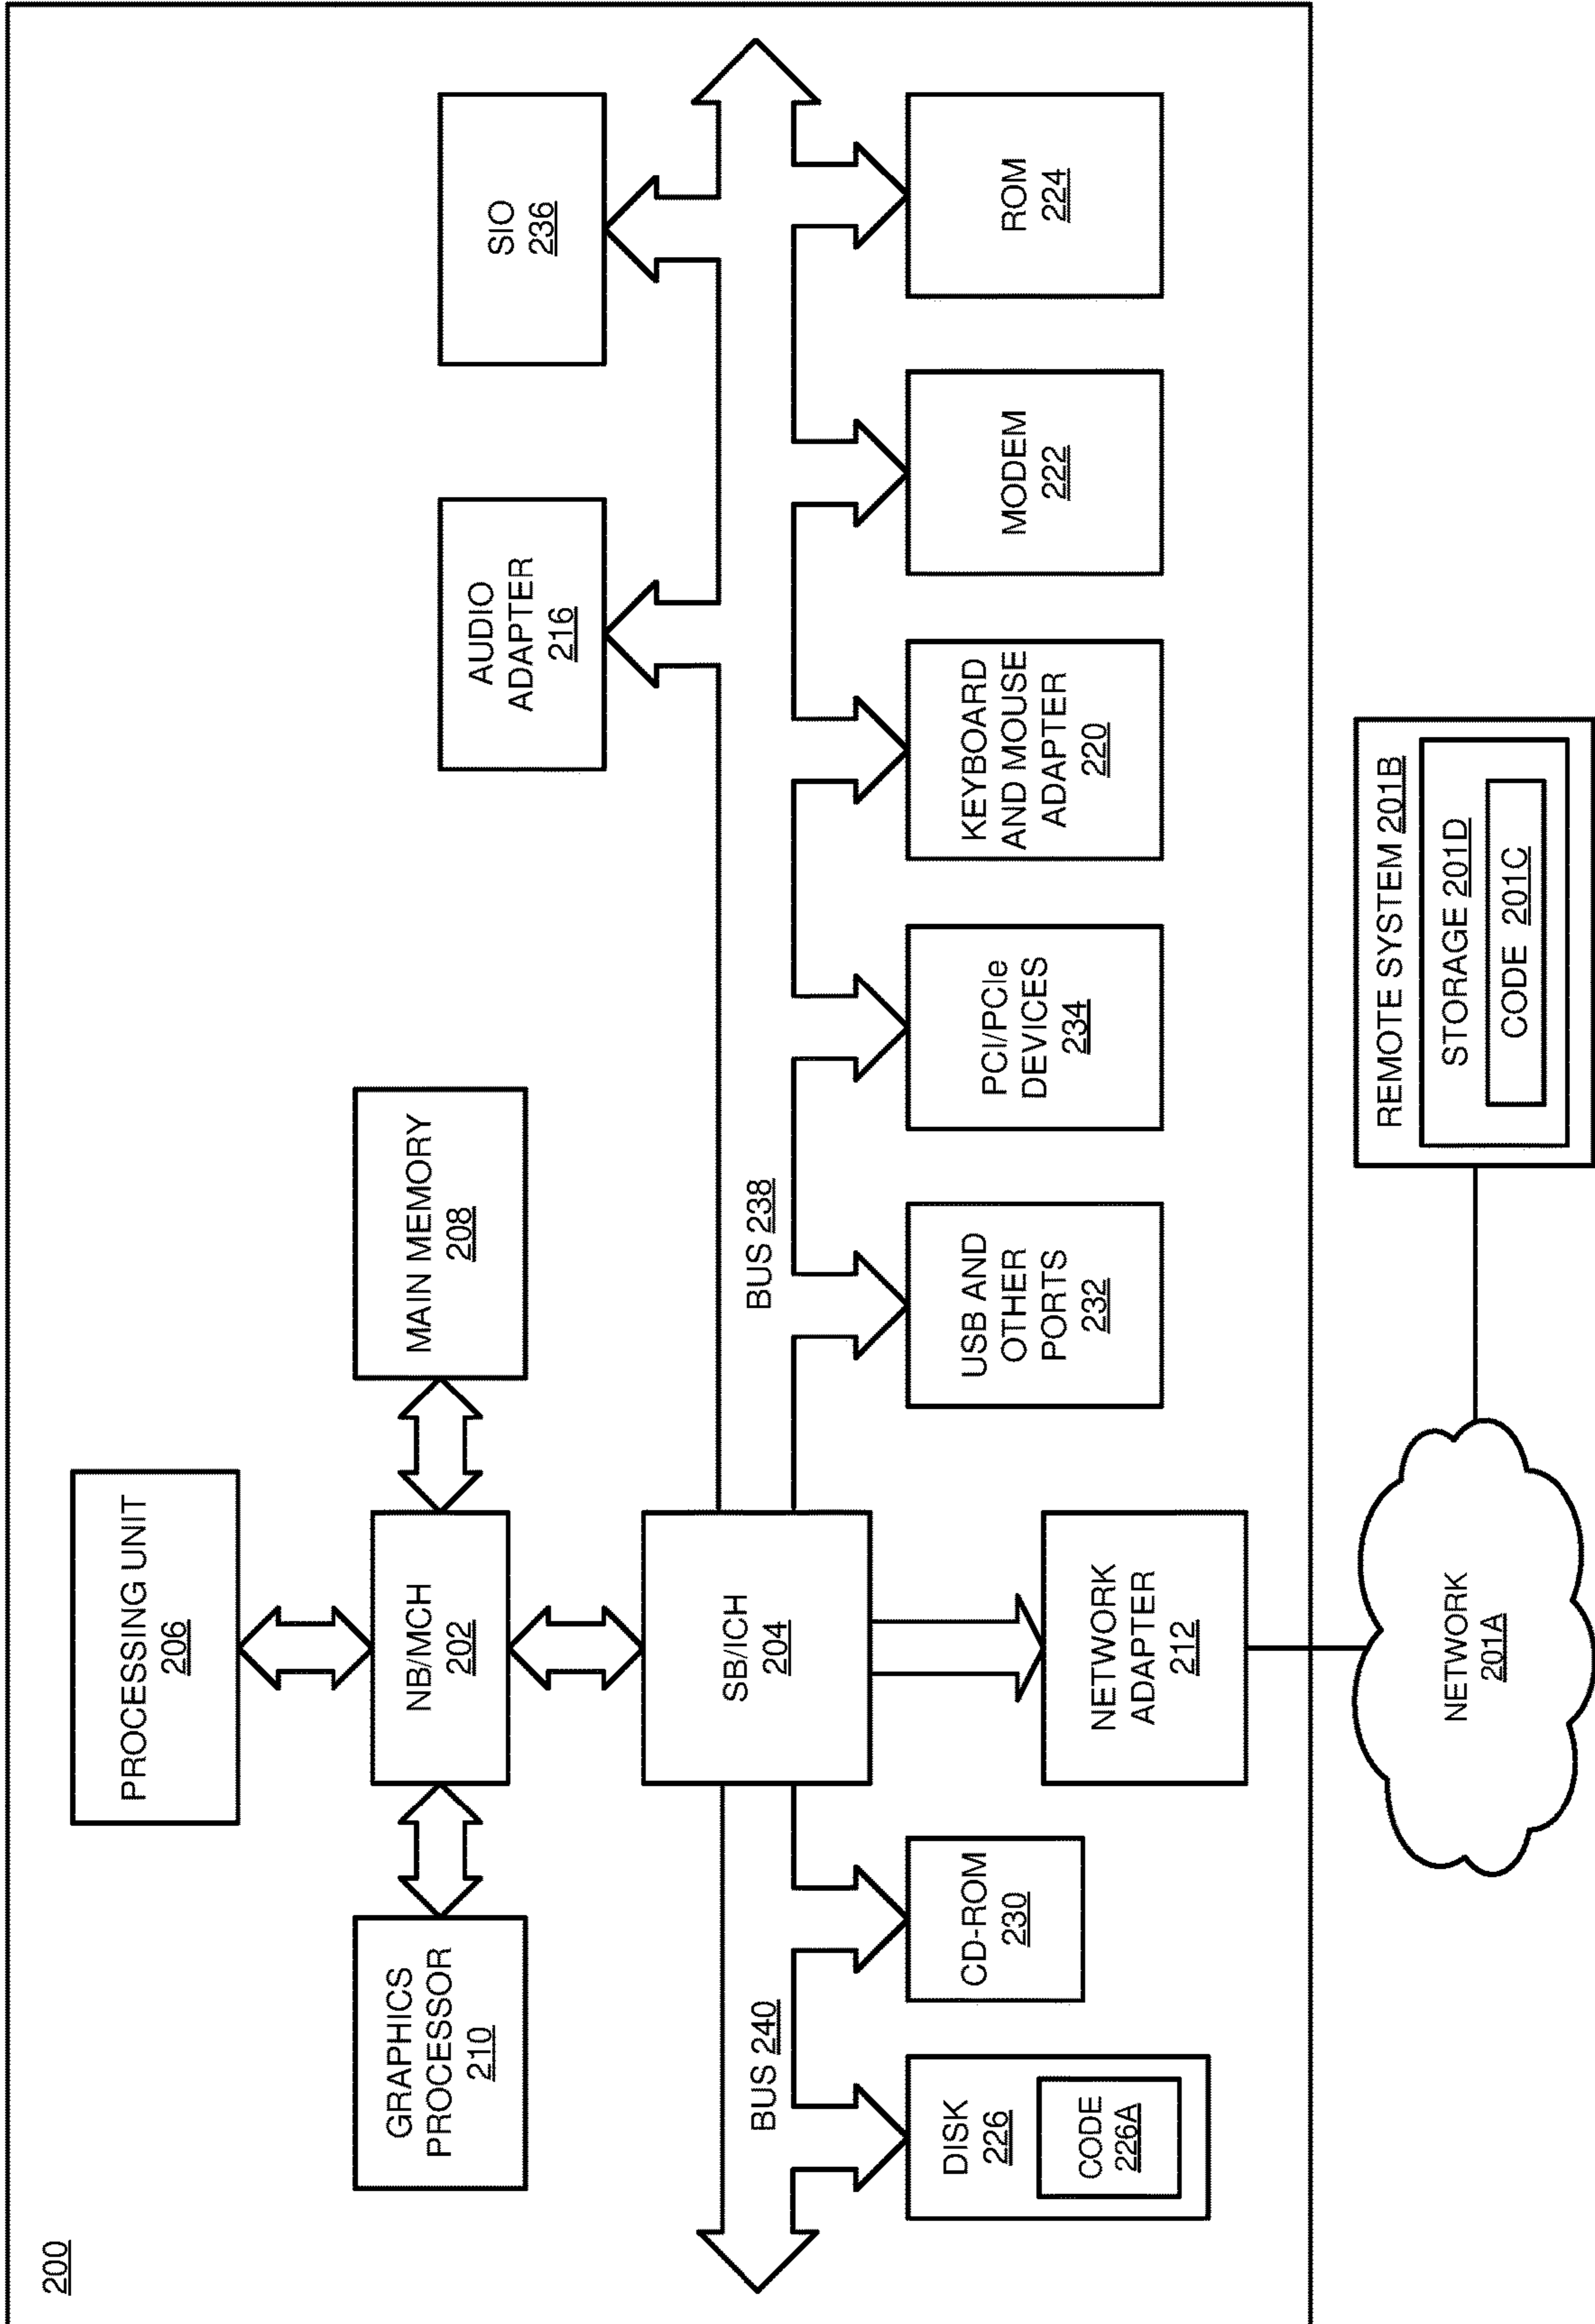 200
PROCESSING UNIT
206
GRAPHICS
PROCESSOR
210
NB/MCH
202
MAIN MEMORY
208
AUDIO
ADAPTER
216
SIO
236
SB/ICH
204
BUS 240
BUS 238
DISK
226
CODE
226A
CD-ROM
230
NETWORK
ADAPTER
212
USB AND
OTHER
PORTS
232
PCI/PCIe
DEVICES
234
KEYBOARD
AND MOUSE
ADAPTER
220
MODEM
222
ROM
224
NETWORK
201A
REMOTE SYSTEM 201B
STORAGE 201D
CODE 201C